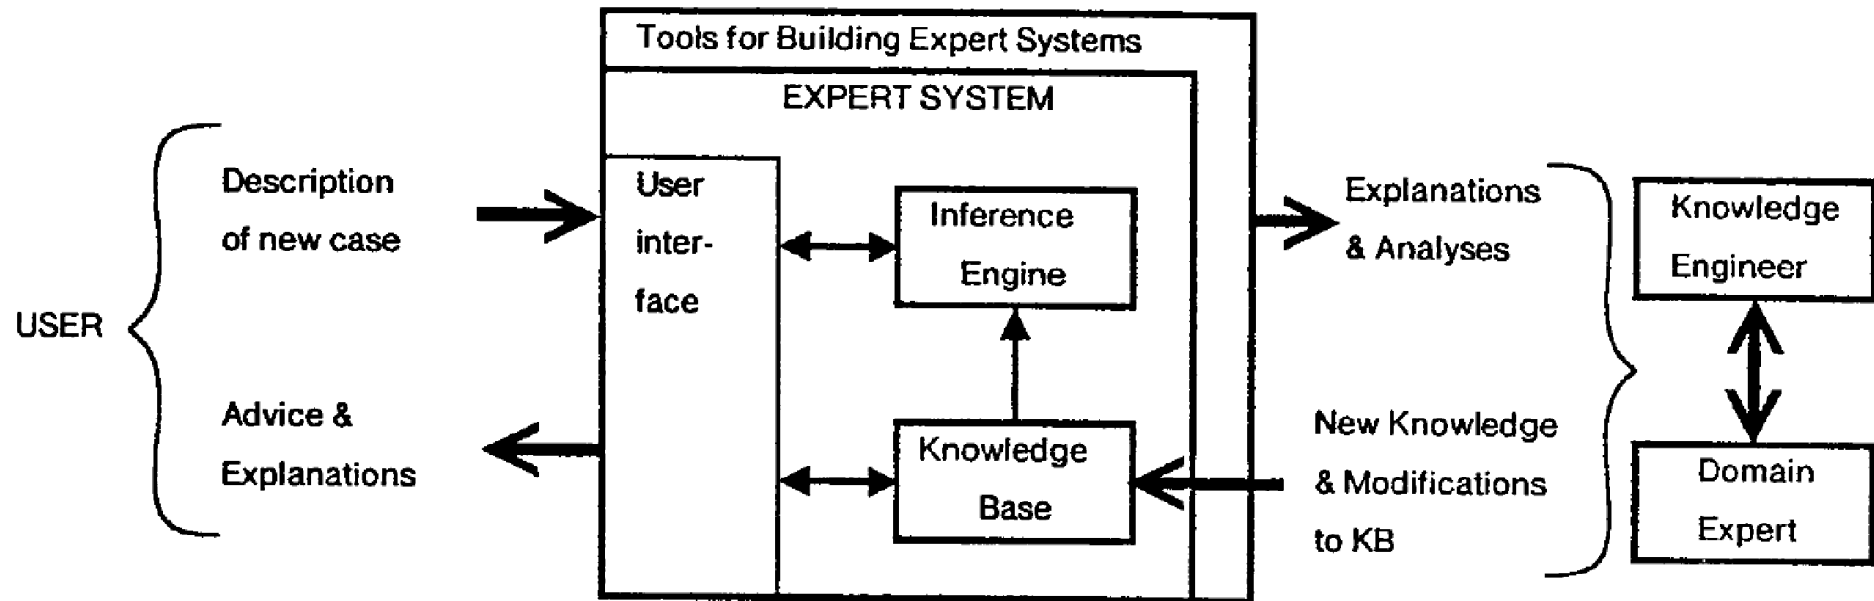 Tools for Building Expert Systems
EXPERT SYSTEM
USER
Description
of new case
Advice &
Explanations
User
inter-
face
Inference
Engine
Knowledge
Base
Explanations
& Analyses
New Knowledge
& Modifications
to KB
Knowledge
Engineer
Domain
Expert